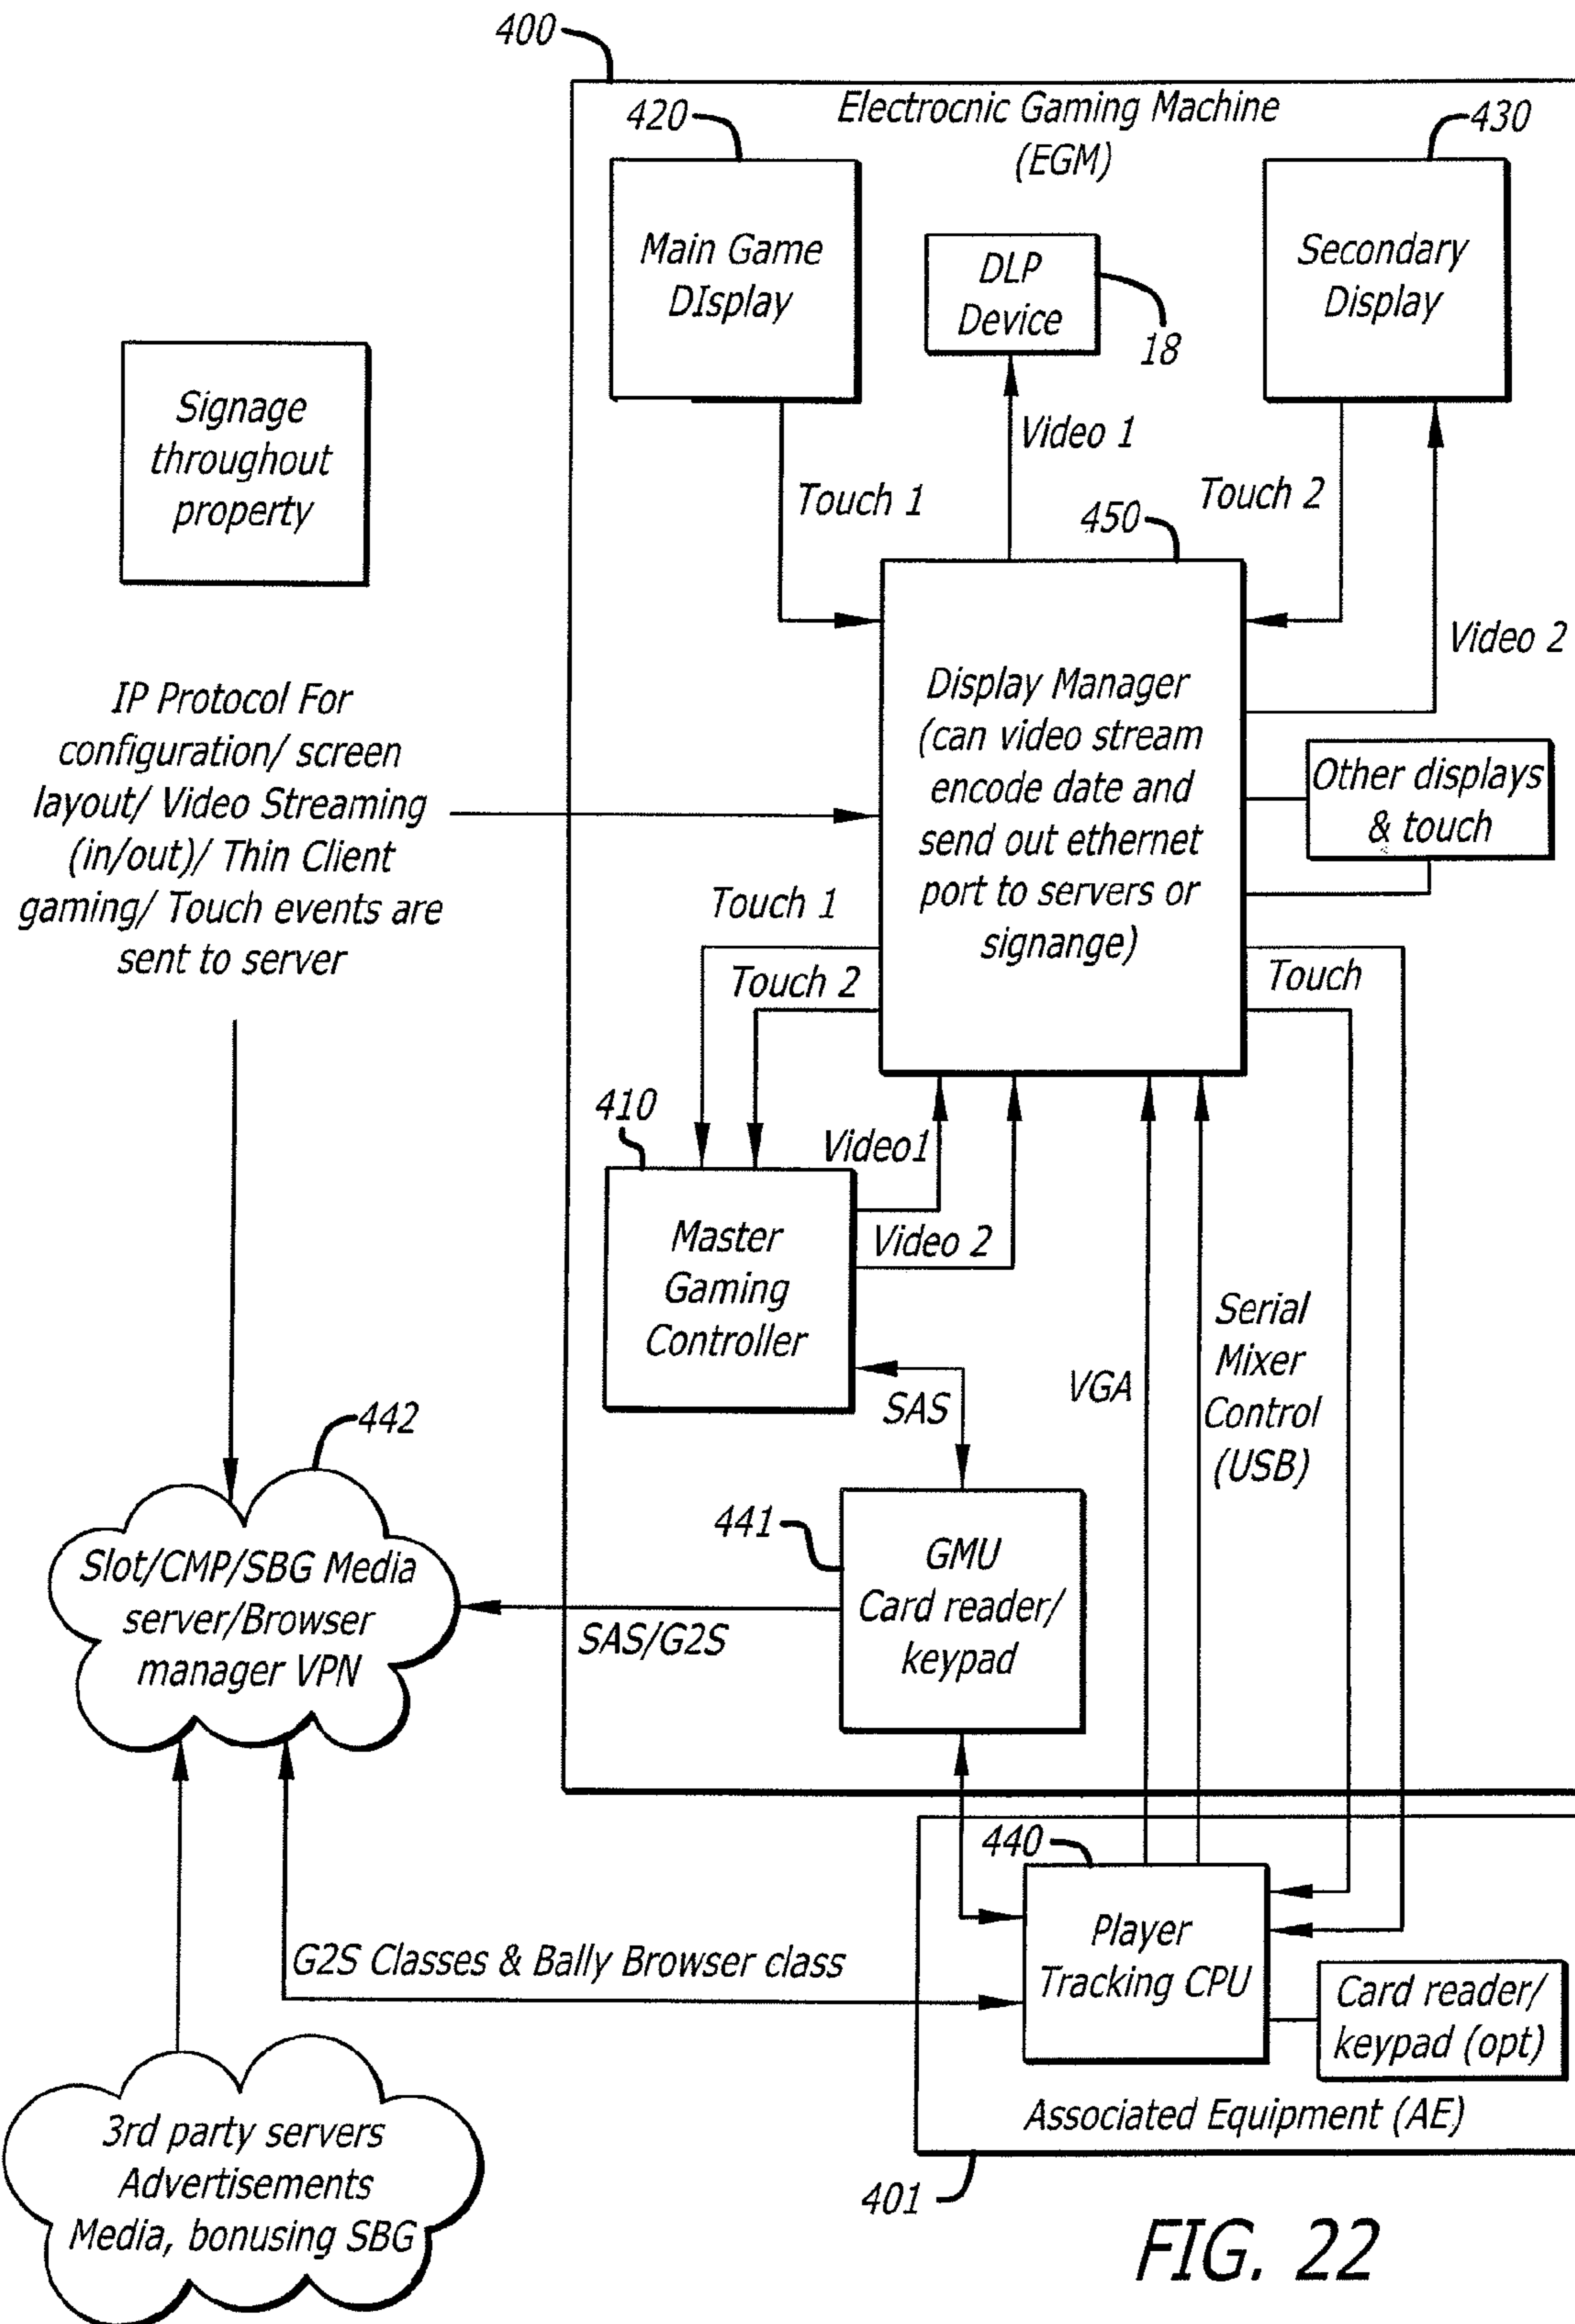 400
Electrocnic Gaming Machine
(EGM)
420
430
Main Game
DIsplay
DLP
Device
18
Secondary
Display
Signage
throughout
property
Video 1
Touch 1
Touch 2
450
Video 2
IP Protocol For
configuration/ screen
layout/ Video Streaming
(in/out)/ Thin Client
gaming/ Touch events are
sent to server
Display Manager
(can video stream
encode date and
send out ethernet
port to servers or
signange)
Other displays
& touch
Touch 1
Touch 2
Touch
410
Video1
Video 2
Master
Gaming
Controller
SAS
VGA
Serial
Mixer
Control
(USB)
442
Slot/CMP/SBG Media
server/Browser
manager VPN
441
GMU
Card reader/
keypad
SAS/G2S
440
Player
Tracking CPU
G2S Classes & Bally Browser class
Card reader/
keypad (opt)
Associated Equipment (AE)
401
3rd party servers
Advertisements
Media, bonusing SBG
FIG. 22